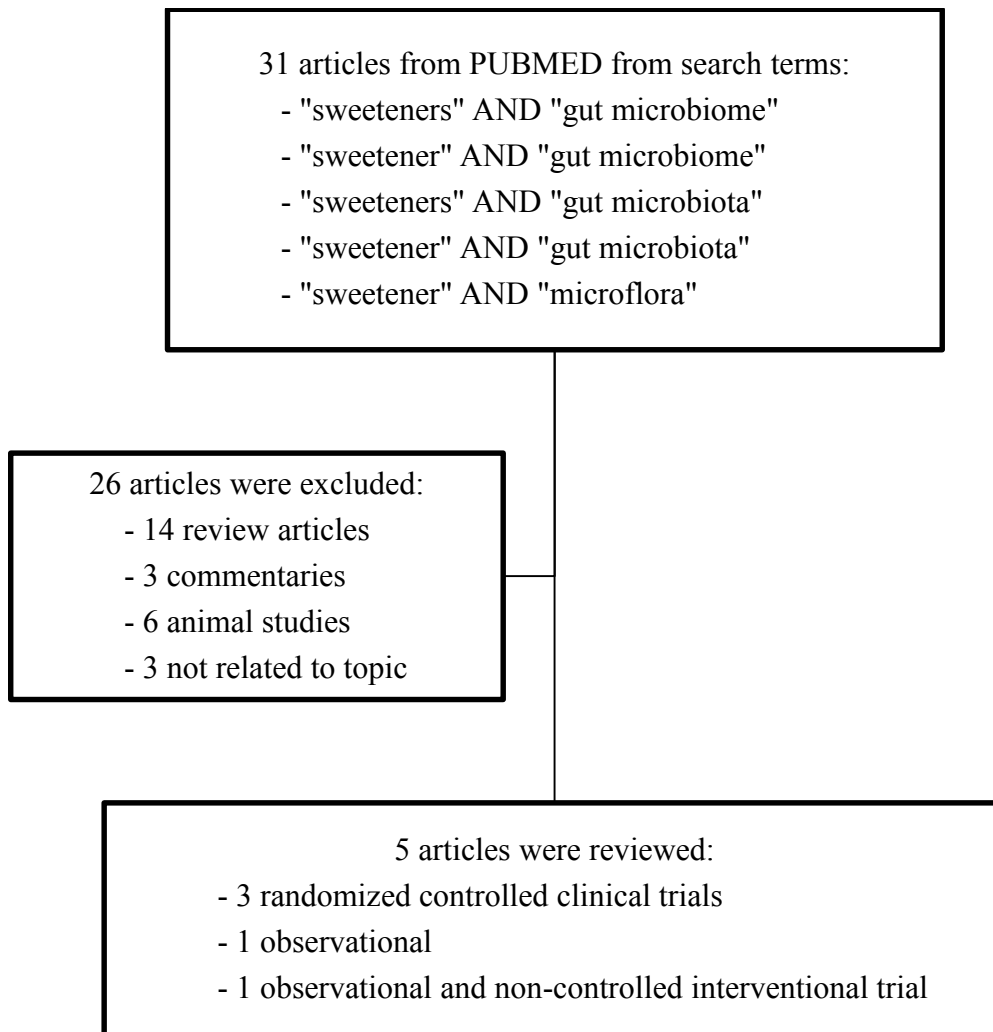 31 articles from PUBMED from search terms:
- "sweeteners" AND "gut microbiome"
- "sweetener" AND "gut microbiome"
- "sweeteners" AND "gut microbiota"
- "sweetener" AND "gut microbiota"
- "sweetener" AND "microflora"
26 articles were excluded:
- 14 review articles
- 3 commentaries
- 6 animal studies
- 3 not related to topic
5 articles were reviewed:
- 3 randomized controlled clinical trials
- 1 observational
- 1 observational and non-controlled interventional trial